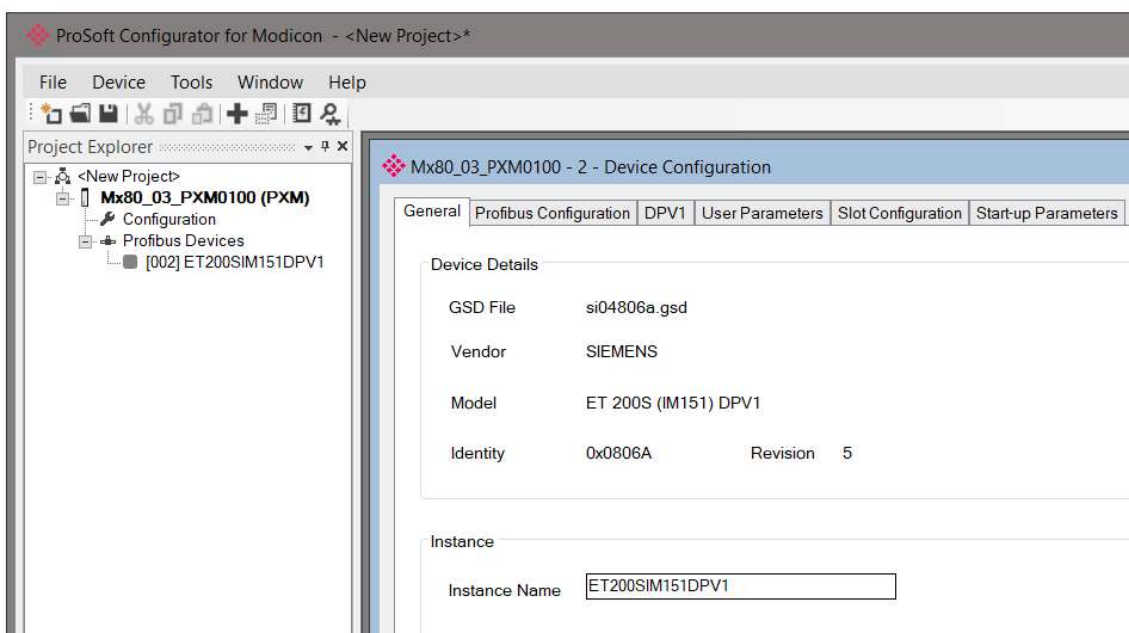 ProSoft Configurator for Modicon - <New Project>*
File Device Tools Window Help
Project Explorer
<New Project>
Mx80_03_PXM0100 (PXM)
Configuration
Profibus Devices
[002] ET200SIM151DPV1
Mx80_03_PXM0100 - 2 - Device Configuration
General Profibus Configuration DPV1 User Parameters Slot Configuration Start-up Parameters
Device Details
GSD File si04806a.gsd
Vendor SIEMENS
Model ET 200S (IM151) DPV1
Identity 0x0806A Revision 5
Instance
Instance Name ET200SIM151DPV1